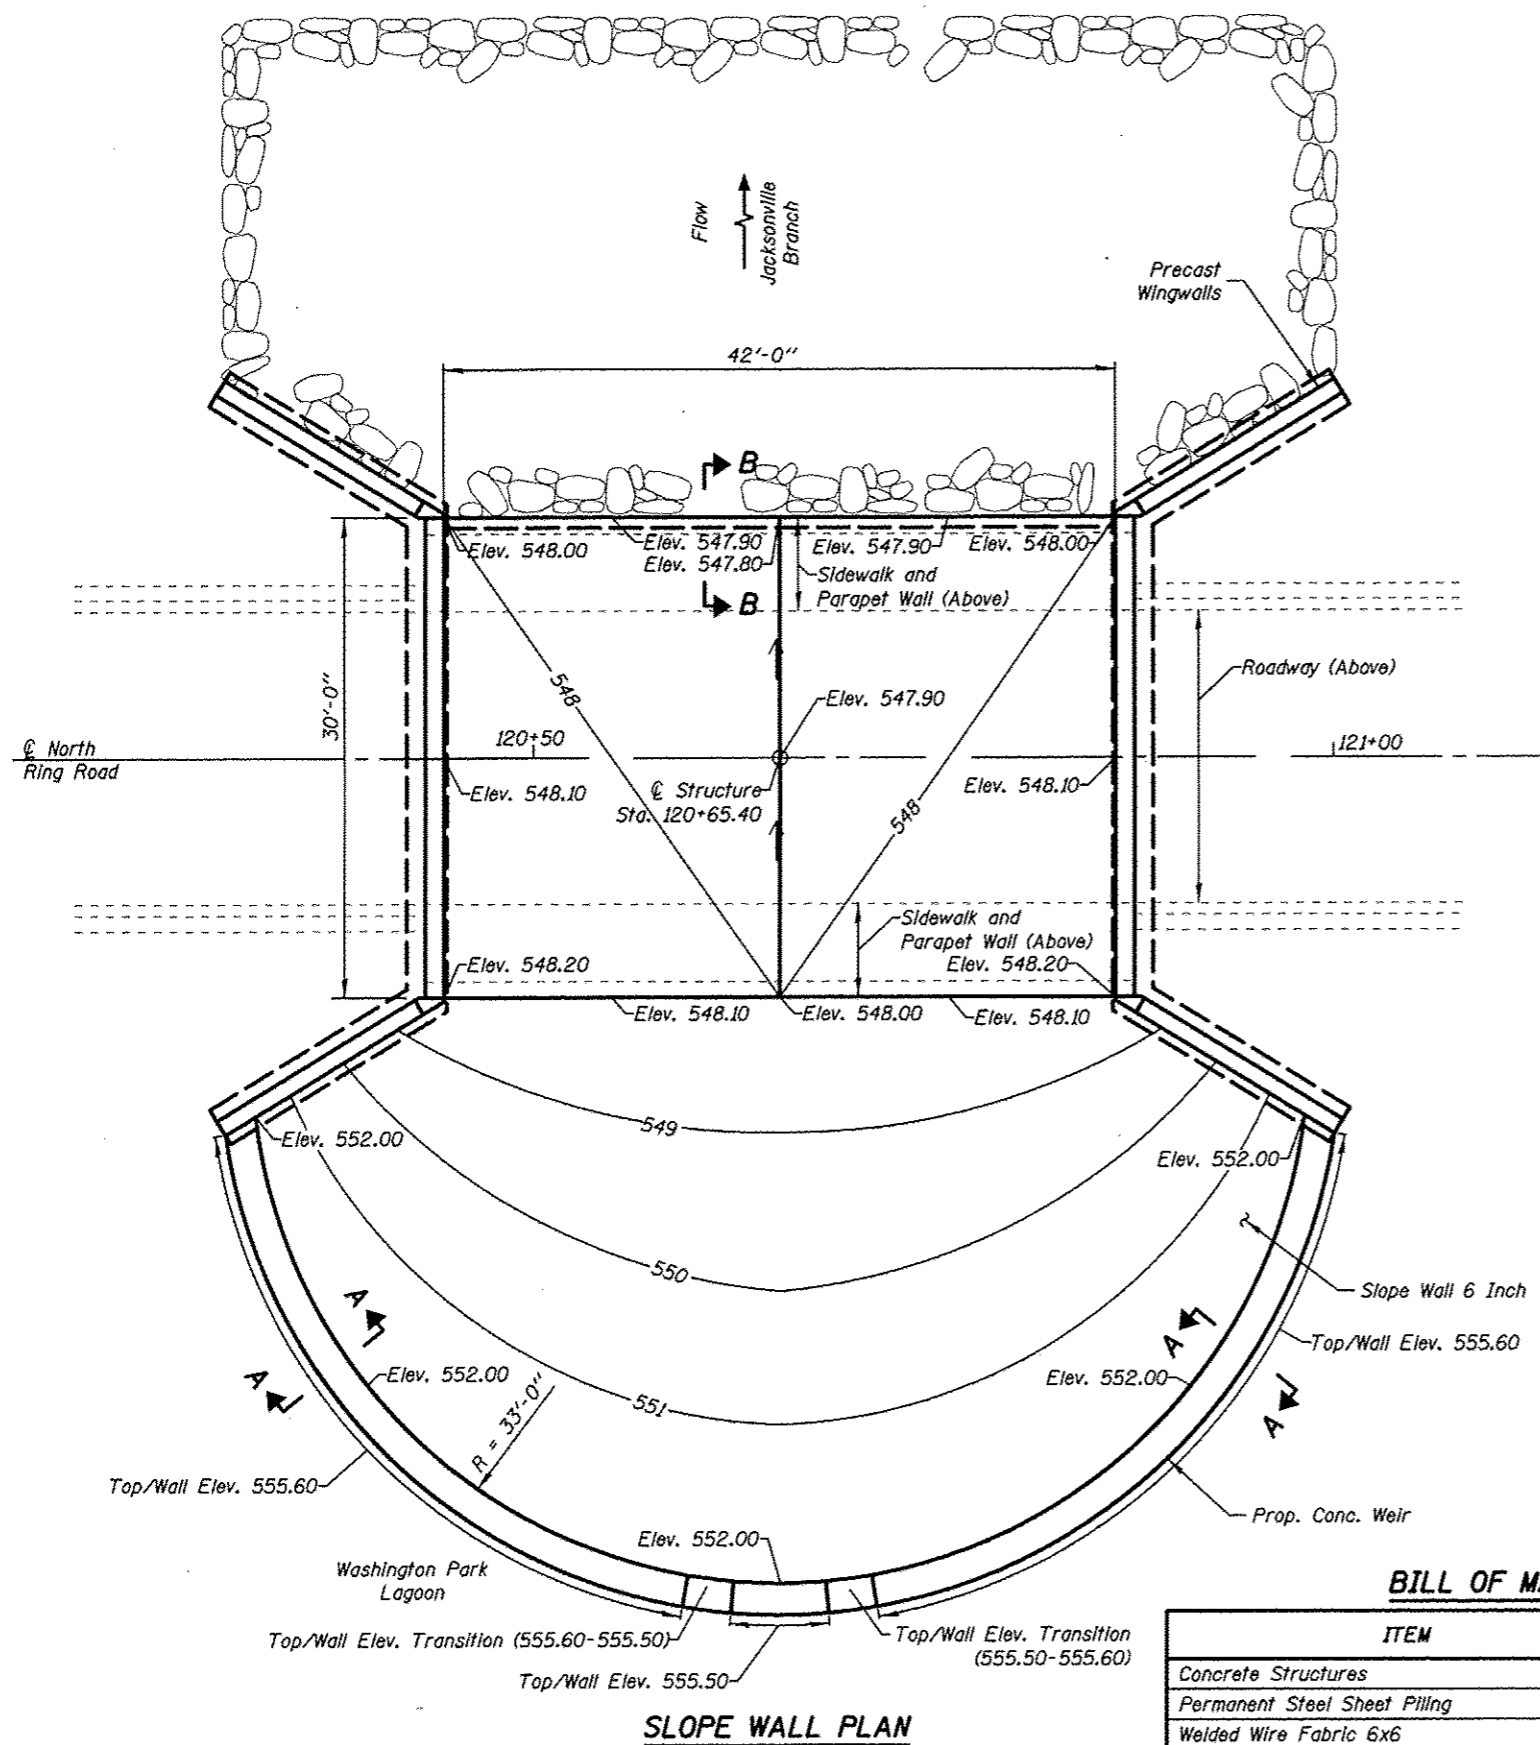 Flow
Jacksonville
Branch
Precast
Wingwalls
42'-0"
B
Elev. 548.00
Elev. 547.90
Elev. 547.80
Elev. 547.90
Elev. 548.00
Sidewalk and
Parapet Wall (Above)
B
548
Roadway (Above)
30'-0"
Elev. 547.90
℄ North
Ring Road
120+50
121+00
Elev. 548.10
℄ Structure
Sta. 120+65.40
Elev. 548.10
548
Sidewalk and
Parapet Wall (Above)
Elev. 548.20
Elev. 548.20
Elev. 548.10
Elev. 548.00
Elev. 548.10
549
Elev. 552.00
Elev. 552.00
550
Slope Wall 6 Inch
A
A
Top/Wall Elev. 555.60
Elev. 552.00
Elev. 552.00
A
551
A
R = 33'-0"
Top/Wall Elev. 555.60
Prop. Conc. Weir
Elev. 552.00
Washington Park
Lagoon
Top/Wall Elev. Transition (555.60-555.50)
Top/Wall Elev. Transition
(555.50-555.60)
Top/Wall Elev. 555.50
SLOPE WALL PLAN
BILL OF M
ITEM
Concrete Structures
Permanent Steel Sheet Piling
Welded Wire Fabric 6x6